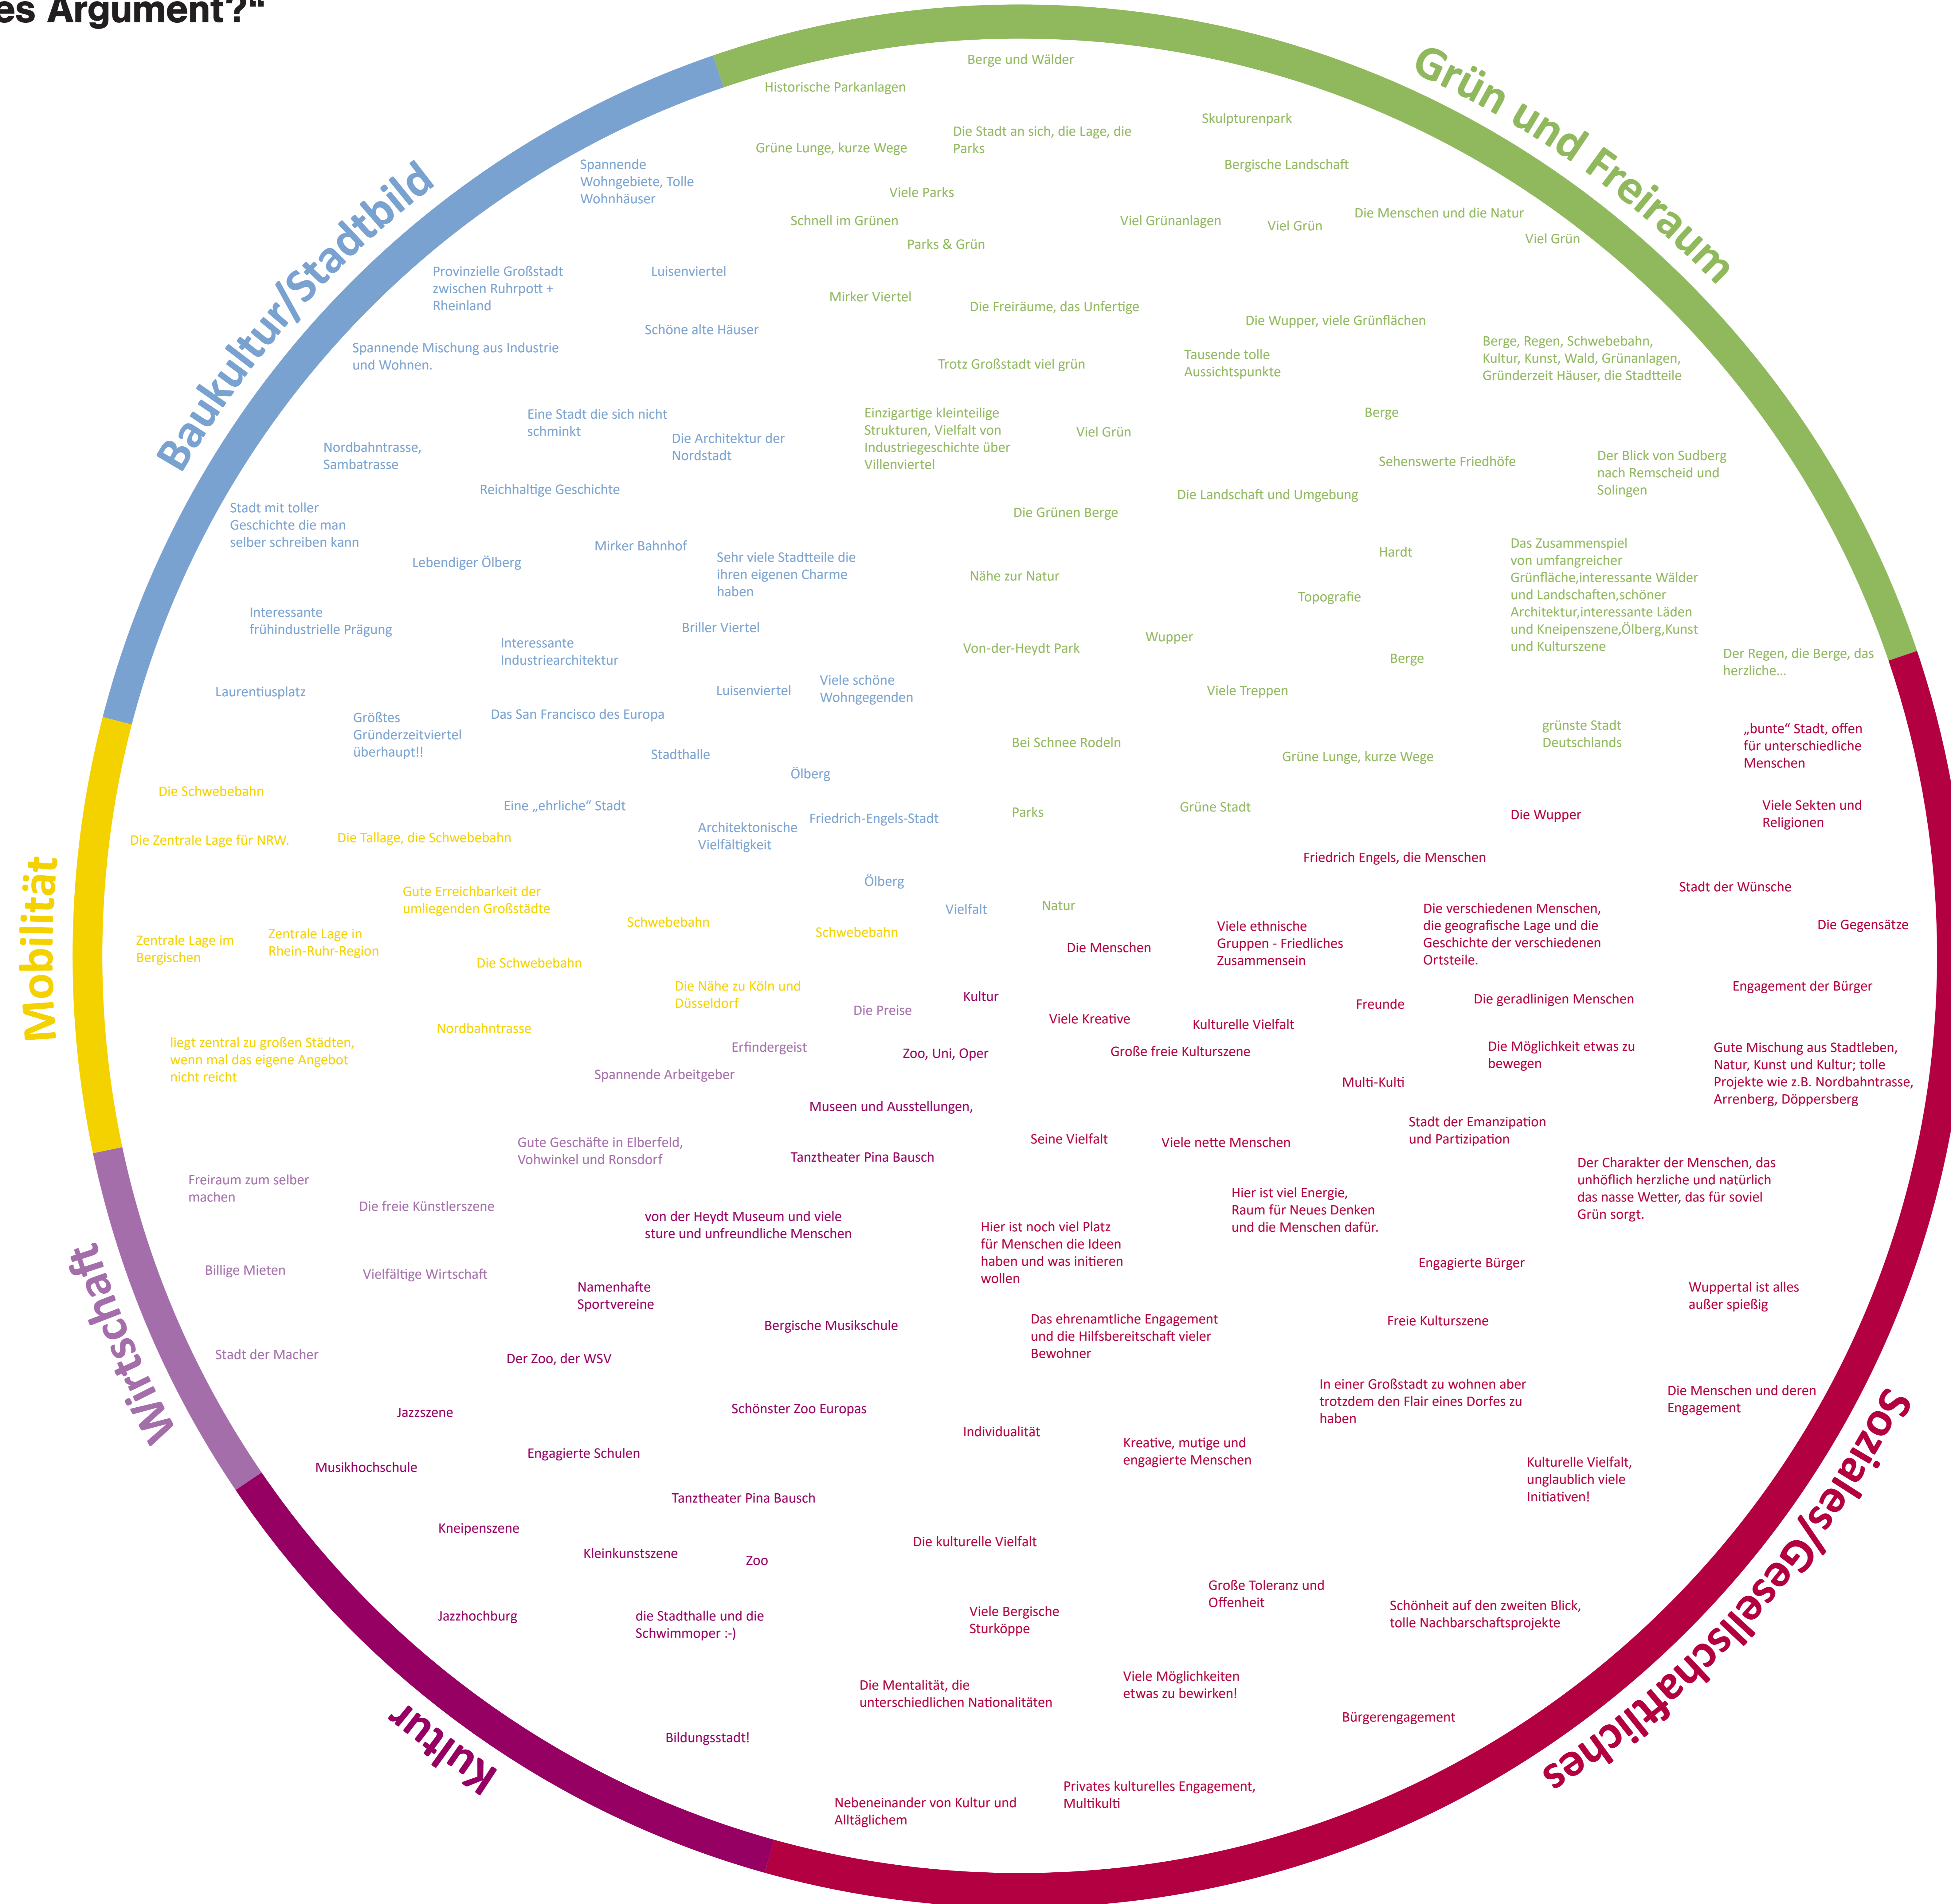 es Argument?"
Grün und Freiraum
Berge und Wälder
Historische Parkanlagen
Skulpturenpark
Die Stadt an sich, die Lage, die
Parks
Grüne Lunge, kurze Wege
Bergische Landschaft
Viele Parks
Schnell im Grünen
Viel Grünanlagen
Viel Grün
Die Menschen und die Natur
Viel Grün
Parks & Grün
Mirker Viertel
Die Freiräume, das Unfertige
Die Wupper, viele Grünflächen
Trotz Großstadt viel grün
Tausende tolle
Aussichtspunkte
Berge, Regen, Schwebebahn,
Kultur, Kunst, Wald, Grünanlagen,
Gründerzeit Häuser, die Stadtteile
Einzigartige kleinteilige
Strukturen, Vielfalt von
Industriegeschichte über
Villenviertel
Viel Grün
Berge
Sehenswerte Friedhöfe
Der Blick von Sudberg
nach Remscheid und
Solingen
Die Landschaft und Umgebung
Die Grünen Berge
Hardt
Das Zusammenspiel
von umfangreicher
Grünfläche,interessante Wälder
und Landschaften,schöner
Architektur,interessante Läden
und Kneipenszene,Ölberg,Kunst
und Kulturszene
Nähe zur Natur
Topografie
Wupper
Von-der-Heydt Park
Berge
Der Regen, die Berge, das
herzliche...
Viele Treppen
grünste Stadt
Deutschlands
Bei Schnee Rodeln
Grüne Lunge, kurze Wege
Parks
Grüne Stadt
Natur
Baukultur/Stadtbild
Spannende
Wohngebiete, Tolle
Wohnhäuser
Provinzielle Großstadt
zwischen Ruhrpott +
Rheinland
Luisenviertel
Schöne alte Häuser
Spannende Mischung aus Industrie
und Wohnen.
Eine Stadt die sich nicht
schminkt
Die Architektur der
Nordstadt
Nordbahntrasse,
Sambatrasse
Reichhaltige Geschichte
Stadt mit toller
Geschichte die man
selber schreiben kann
Mirker Bahnhof
Lebendiger Ölberg
Sehr viele Stadtteile die
ihren eigenen Charme
haben
Interessante
frühindustrielle Prägung
Briller Viertel
Interessante
Industriearchitektur
Laurentiusplatz
Luisenviertel
Viele schöne
Wohngegenden
Größtes
Gründerzeitviertel
überhaupt!!
Das San Francisco des Europa
Stadthalle
Ölberg
Eine „ehrliche“ Stadt
Architektonische
Vielfältigkeit
Friedrich-Engels-Stadt
Ölberg
Vielfalt
Mobilität
Die Schwebebahn
Die Zentrale Lage für NRW.
Die Tallage, die Schwebebahn
Gute Erreichbarkeit der
umliegenden Großstädte
Schwebebahn
Schwebebahn
Zentrale Lage im
Bergischen
Zentrale Lage in
Rhein-Ruhr-Region
Die Schwebebahn
Die Nähe zu Köln und
Düsseldorf
Nordbahntrasse
liegt zentral zu großen Städten,
wenn mal das eigene Angebot
nicht reicht
Wirtschaft
Die Preise
Erfindergeist
Spannende Arbeitgeber
Gute Geschäfte in Elberfeld,
Vohwinkel und Ronsdorf
Freiraum zum selber
machen
Die freie Künstlerszene
Billige Mieten
Vielfältige Wirtschaft
Stadt der Macher
Kultur
Kultur
Zoo, Uni, Oper
Museen und Ausstellungen,
Tanztheater Pina Bausch
von der Heydt Museum und viele
sture und unfreundliche Menschen
Namenhafte
Sportvereine
Bergische Musikschule
Der Zoo, der WSV
Jazzszene
Schönster Zoo Europas
Engagierte Schulen
Musikhochschule
Tanztheater Pina Bausch
Kneipenszene
Kleinkunstszene
Zoo
Jazzhochburg
die Stadthalle und die
Schwimmoper :-)
Bildungsstadt!
Soziales/Gesellschaftliches
„bunte“ Stadt, offen
für unterschiedliche
Menschen
Die Wupper
Viele Sekten und
Religionen
Friedrich Engels, die Menschen
Stadt der Wünsche
Die verschiedenen Menschen,
die geografische Lage und die
Geschichte der verschiedenen
Ortsteile.
Viele ethnische
Gruppen - Friedliches
Zusammensein
Die Gegensätze
Die Menschen
Engagement der Bürger
Freunde
Die geradlinigen Menschen
Viele Kreative
Kulturelle Vielfalt
Große freie Kulturszene
Die Möglichkeit etwas zu
bewegen
Gute Mischung aus Stadtleben,
Natur, Kunst und Kultur; tolle
Projekte wie z.B. Nordbahntrasse,
Arrenberg, Döppersberg
Multi-Kulti
Stadt der Emanzipation
und Partizipation
Seine Vielfalt
Viele nette Menschen
Der Charakter der Menschen, das
unhöflich herzliche und natürlich
das nasse Wetter, das für soviel
Grün sorgt.
Hier ist viel Energie,
Raum für Neues Denken
und die Menschen dafür.
Hier ist noch viel Platz
für Menschen die Ideen
haben und was initieren
wollen
Engagierte Bürger
Wuppertal ist alles
außer spießig
Das ehrenamtliche Engagement
und die Hilfsbereitschaft vieler
Bewohner
Freie Kulturszene
In einer Großstadt zu wohnen aber
trotzdem den Flair eines Dorfes zu
haben
Die Menschen und deren
Engagement
Individualität
Kreative, mutige und
engagierte Menschen
Kulturelle Vielfalt,
unglaublich viele
Initiativen!
Die kulturelle Vielfalt
Große Toleranz und
Offenheit
Viele Bergische
Sturköppe
Schönheit auf den zweiten Blick,
tolle Nachbarschaftsprojekte
Die Mentalität, die
unterschiedlichen Nationalitäten
Viele Möglichkeiten
etwas zu bewirken!
Bürgerengagement
Privates kulturelles Engagement,
Multikulti
Nebeneinander von Kultur und
Alltäglichem